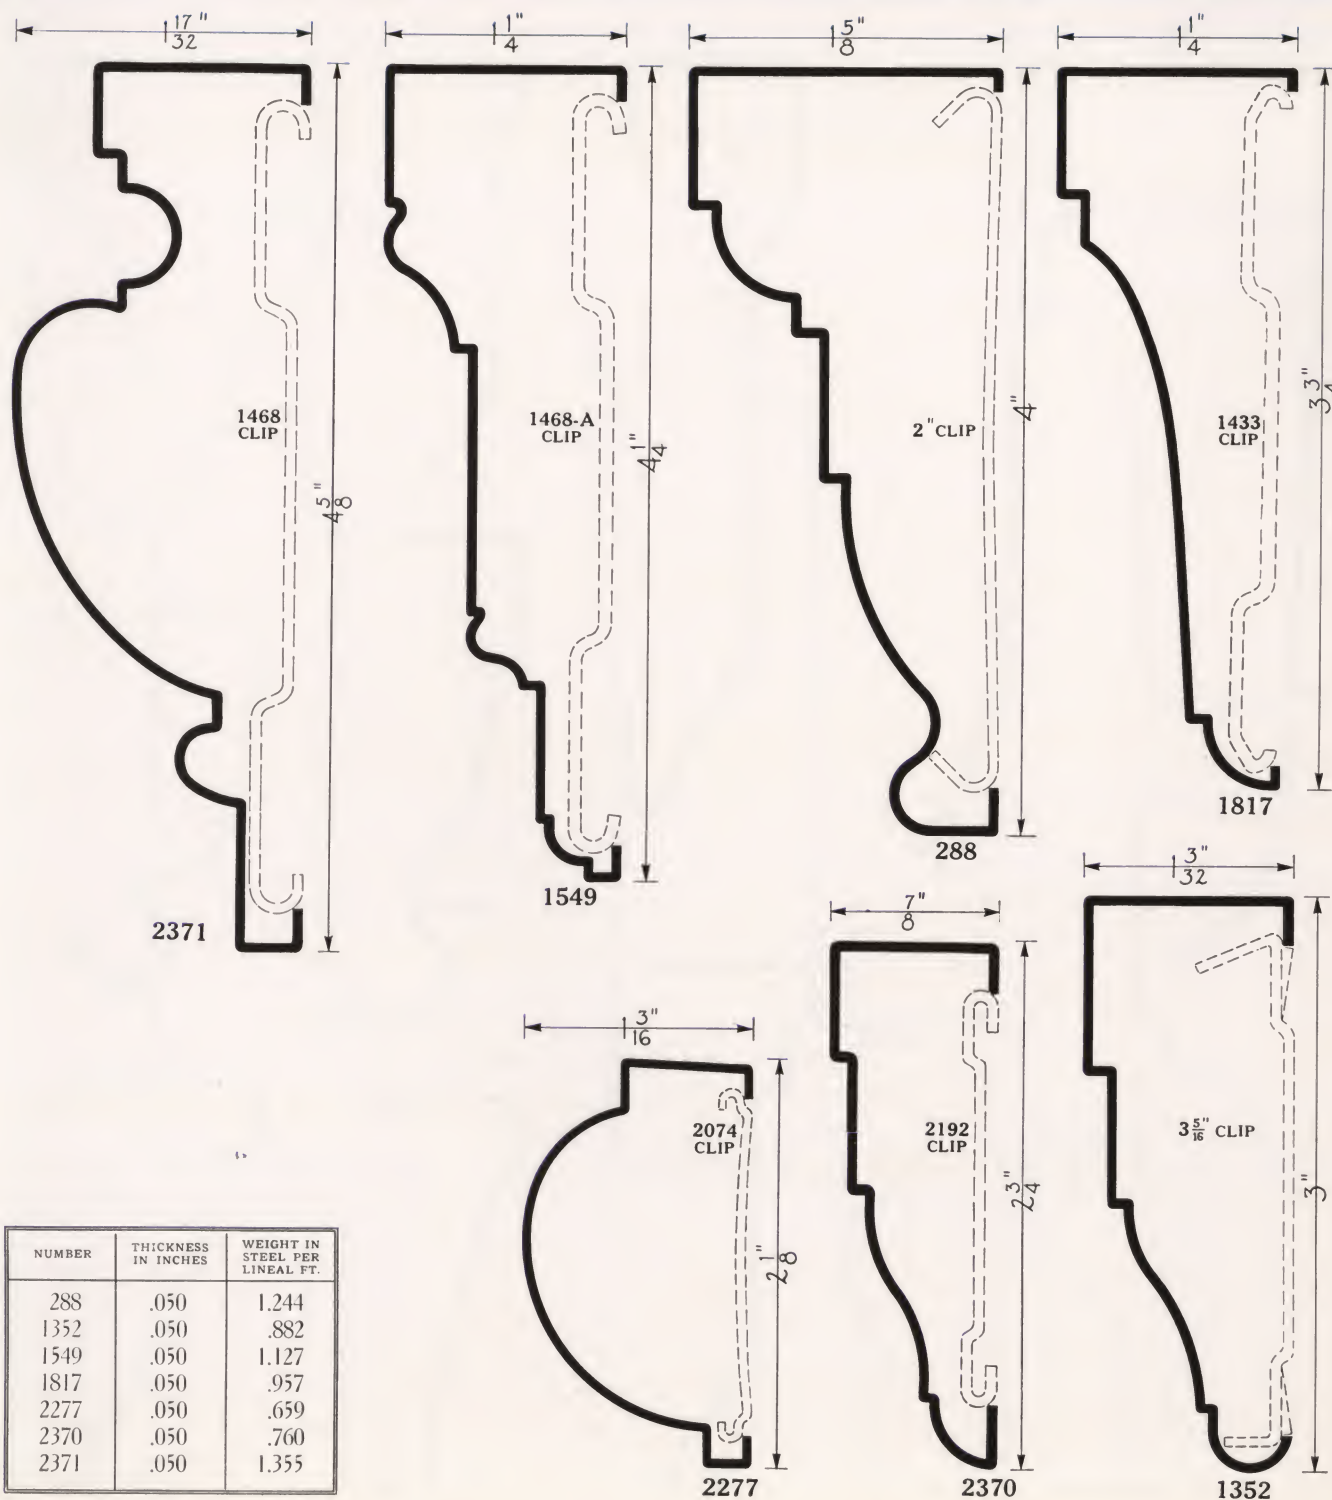 1 17/32"
1 1/4"
1 5/8"
1 1/4"
1468
CLIP
4 5/8"
1468-A
CLIP
4 1/4"
2" CLIP
4"
1433
CLIP
3 3/4"
2371
1549
288
1817
1 3/16"
7/8"
1 3/32"
2074
CLIP
2 1/8"
2192
CLIP
2 3/4"
3 5/16" CLIP
3"
2277
2370
1352
NUMBER THICKNESS IN INCHES WEIGHT IN STEEL PER LINEAL FT.
288 .050 1.244
1352 .050 .882
1549 .050 1.127
1817 .050 .957
2277 .050 .659
2370 .050 .760
2371 .050 1.355